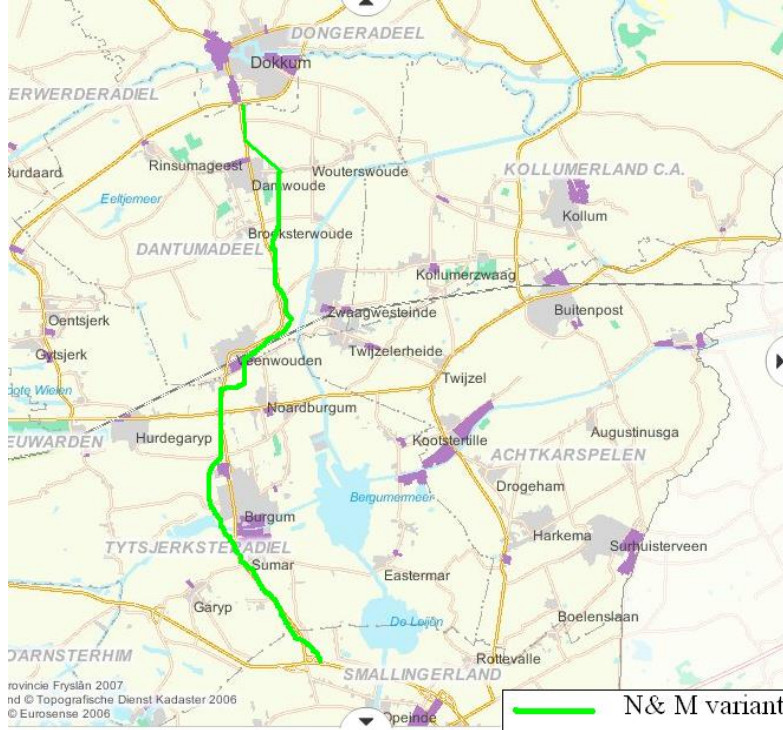 DONGERADEEL
Dokkum
ERWERDERADIEL
Rinsumageest
Wouterswoude
KOLLUMERLAND C.A.
Burdaard
Damwoude
Eeltjemeer
Kollum
Broeksterwoude
DANTUMADEEL
Kollumerzwaag
Oentsjerk
Zwaagwesteinde
Buitenpost
Gytsjerk
Veenwouden
Twijzelerheide
Twijzel
oote Wielen
Noardburgum
EEUWARDEN
Hurdegaryp
Kootstertille
Augustinusga
ACHTKARSPELEN
Drogeham
Bergumermeer
Burgum
Harkema
Surhuisterveen
TYTSJERKSTERADIEL
Sumar
Eastermar
Garyp
De Leijen
Boelenslaan
DARNSTERHIM
Rottevalle
SMALLINGERLAND
rovincie Fryslân 2007
nd © Topografische Dienst Kadaster 2006
© Eurosense 2006
Opeinde
N& M variant